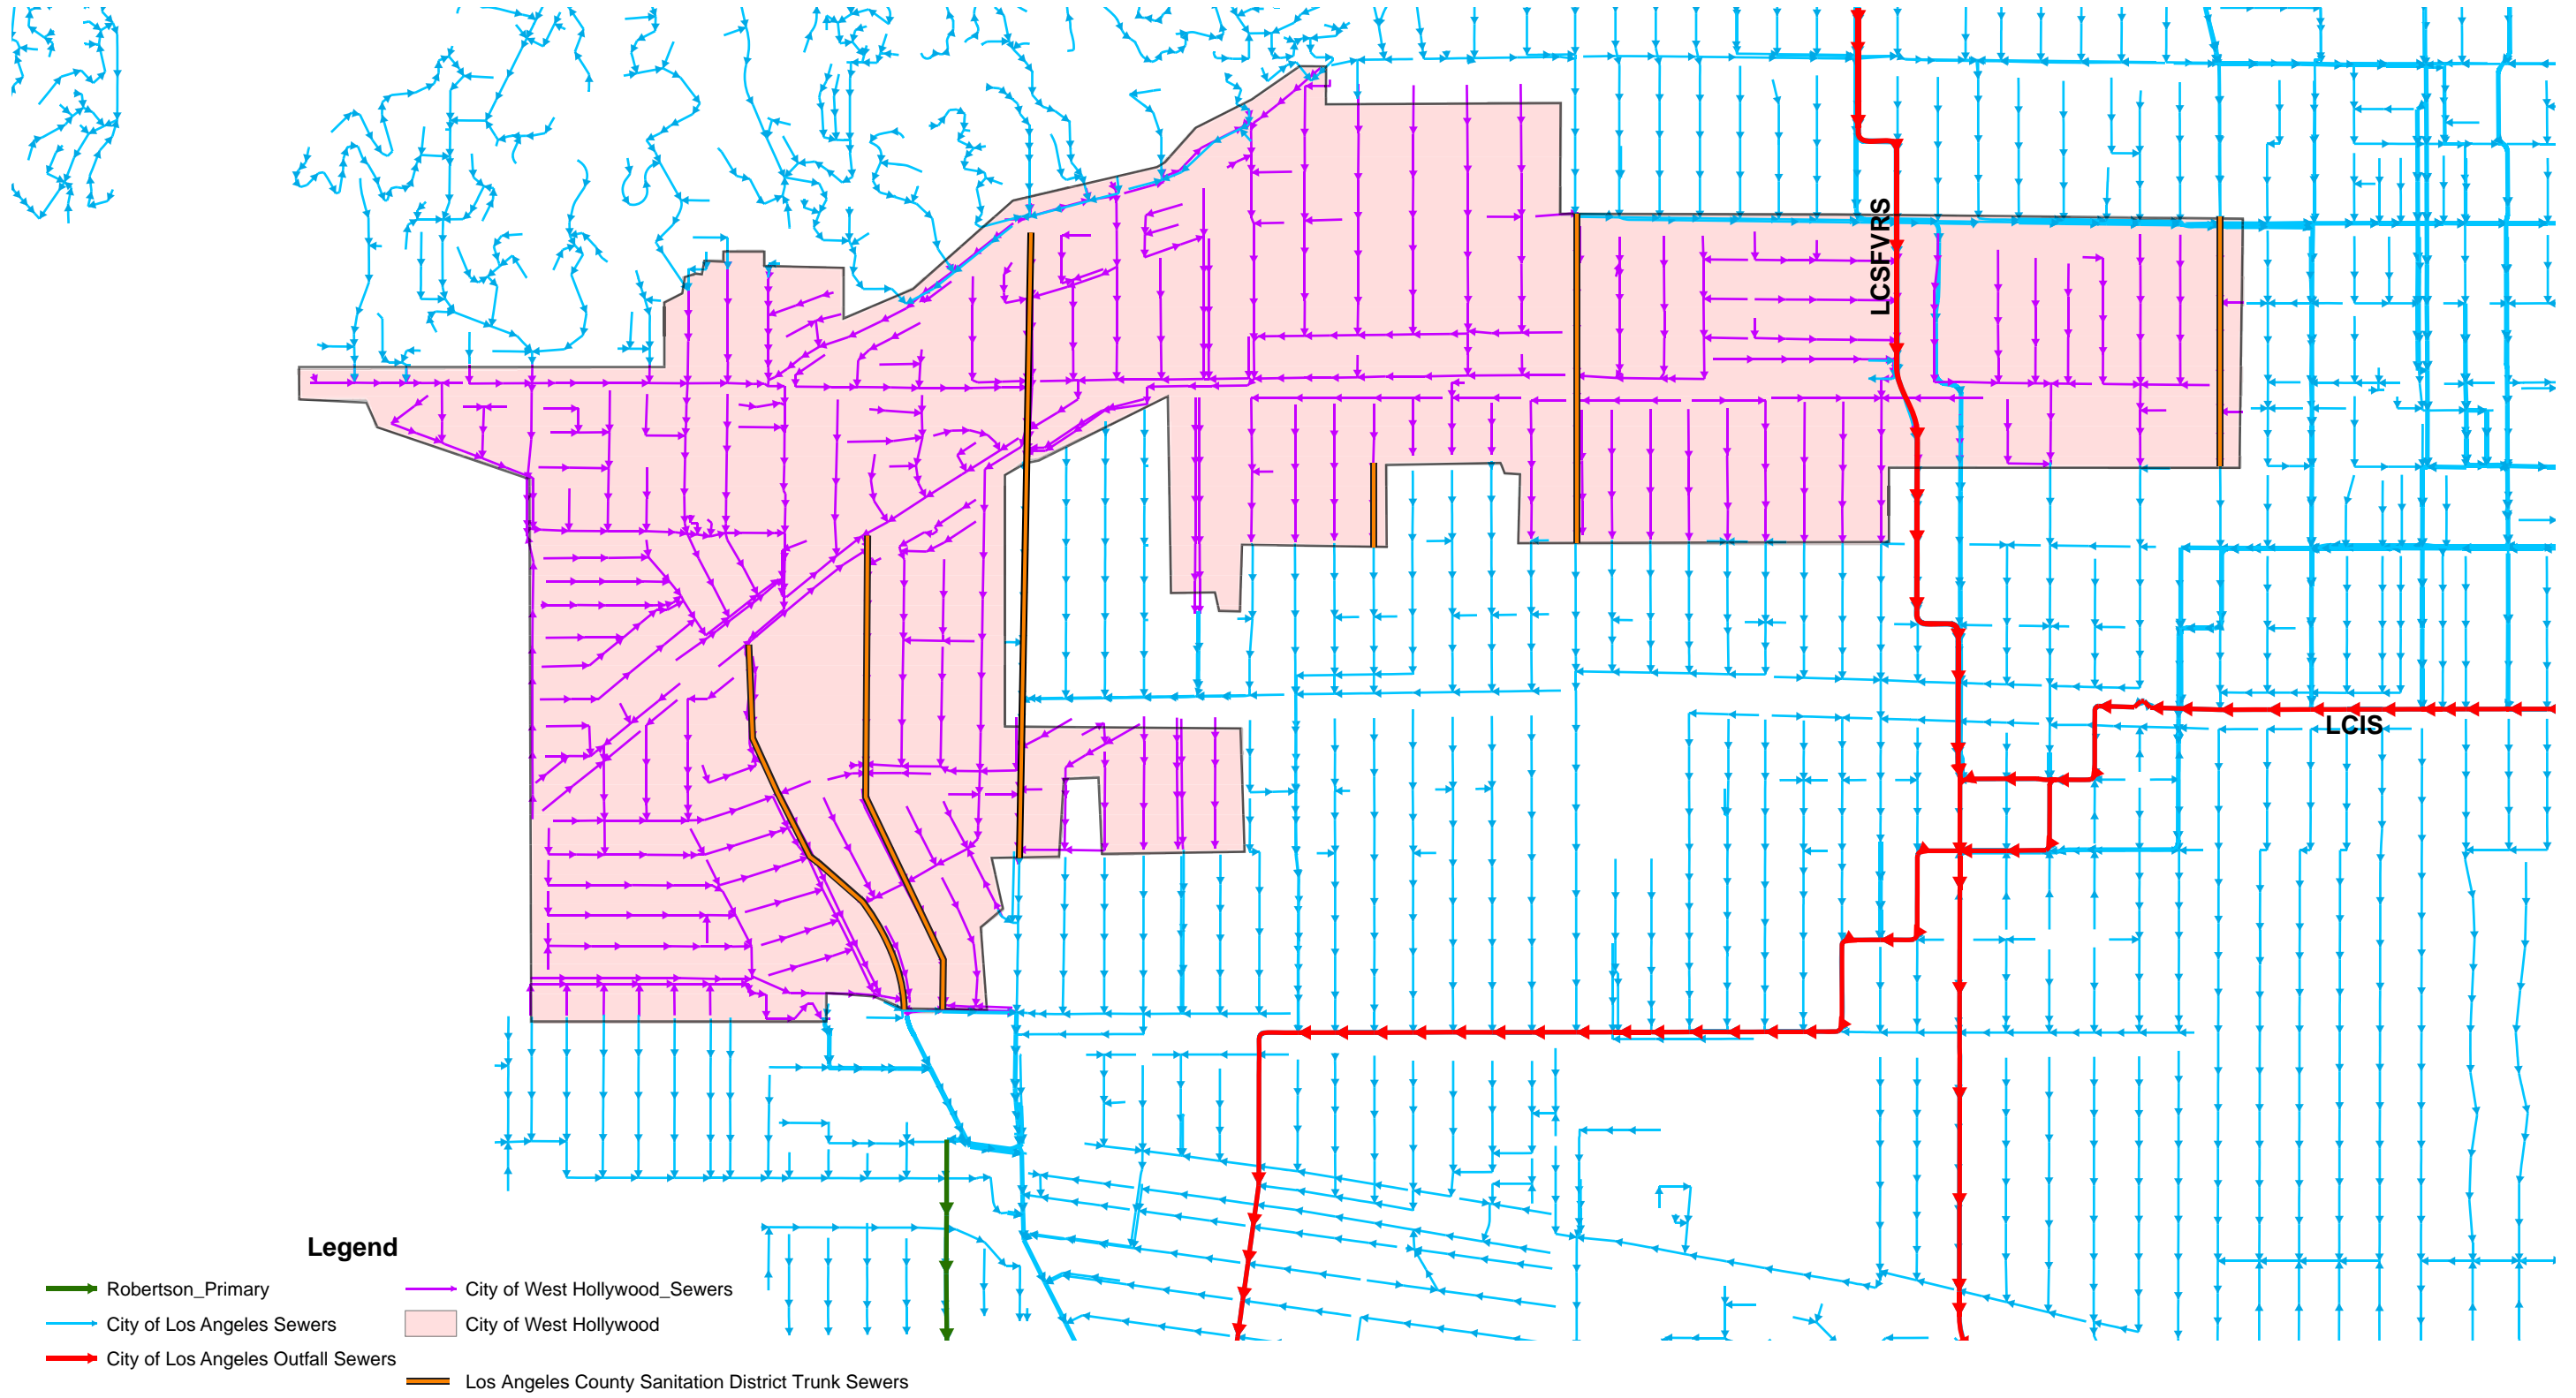 LCSFVRS
LCIS
Legend
Robertson_Primary
City of Los Angeles Sewers
City of Los Angeles Outfall Sewers
City of West Hollywood_Sewers
City of West Hollywood
Los Angeles County Sanitation District Trunk Sewers